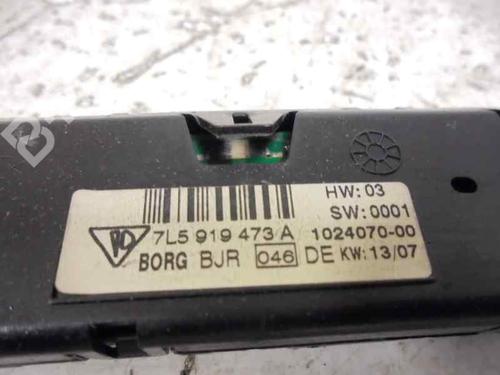 HW: 03
SW: 0001
7L5 919 473 A 1024070-00
BORG BJR 046 DE KW: 13/07